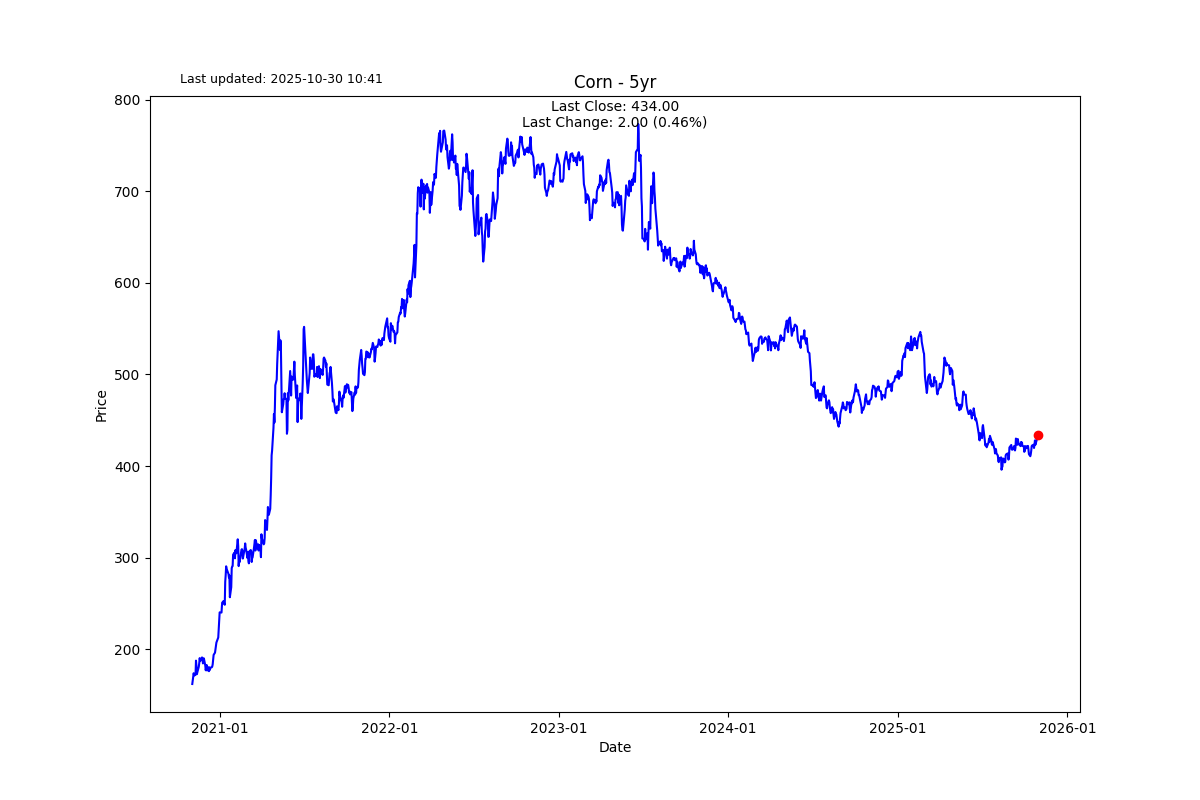 Last updated: 2025-10-30 10:41
Corn - 5yr
Last Close: 434.00
Last Change: 2.00 (0.46%)
800
700
600
500
400
300
200
Price
2021-01 2022-01 2023-01 2024-01 2025-01 2026-01
Date